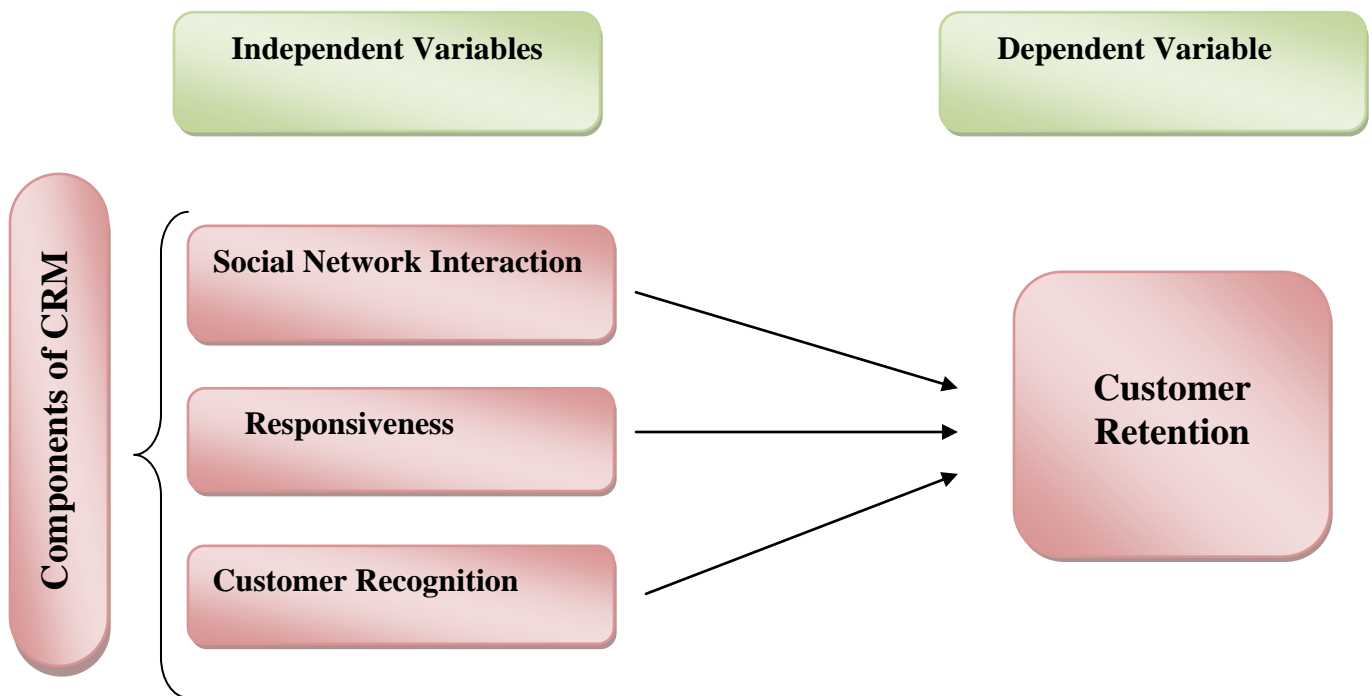 Independent Variables
Dependent Variable
Components of CRM
Social Network Interaction
Responsiveness
Customer Recognition
Customer
Retention